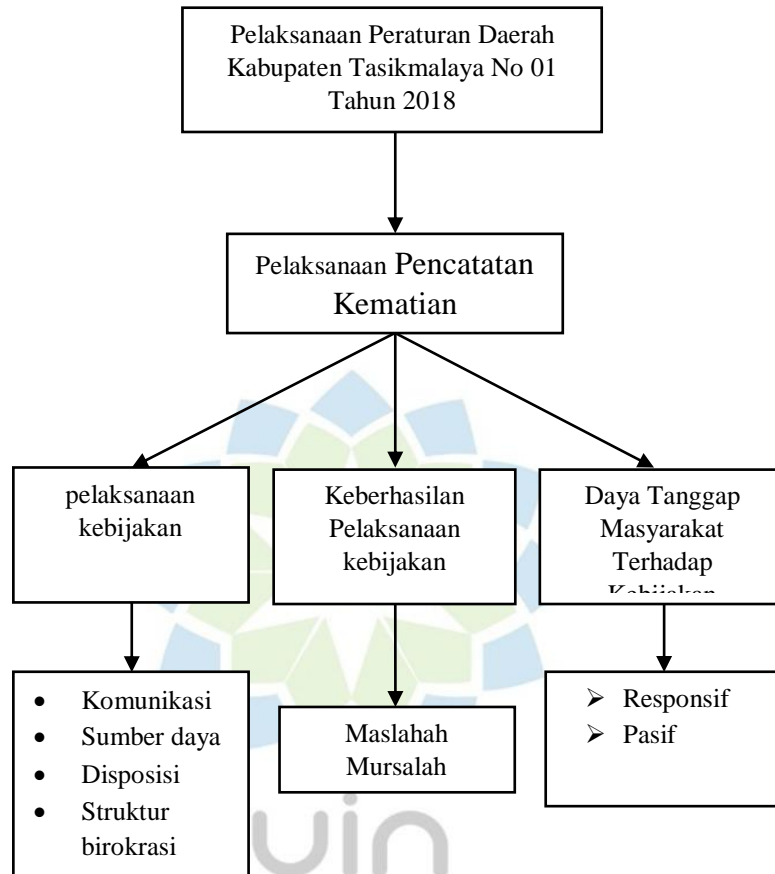 Pelaksanaan Peraturan Daerah
Kabupaten Tasikmalaya No 01
Tahun 2018
Pelaksanaan Pencatatan
Kematian
pelaksanaan
kebijakan
Keberhasilan
Pelaksanaan
kebijakan
Daya Tanggap
Masyarakat
Terhadap
Kebijakan
• Komunikasi
• Sumber daya
• Disposisi
• Struktur
birokrasi
Maslahah
Mursalah
➢ Responsif
➢ Pasif
uin